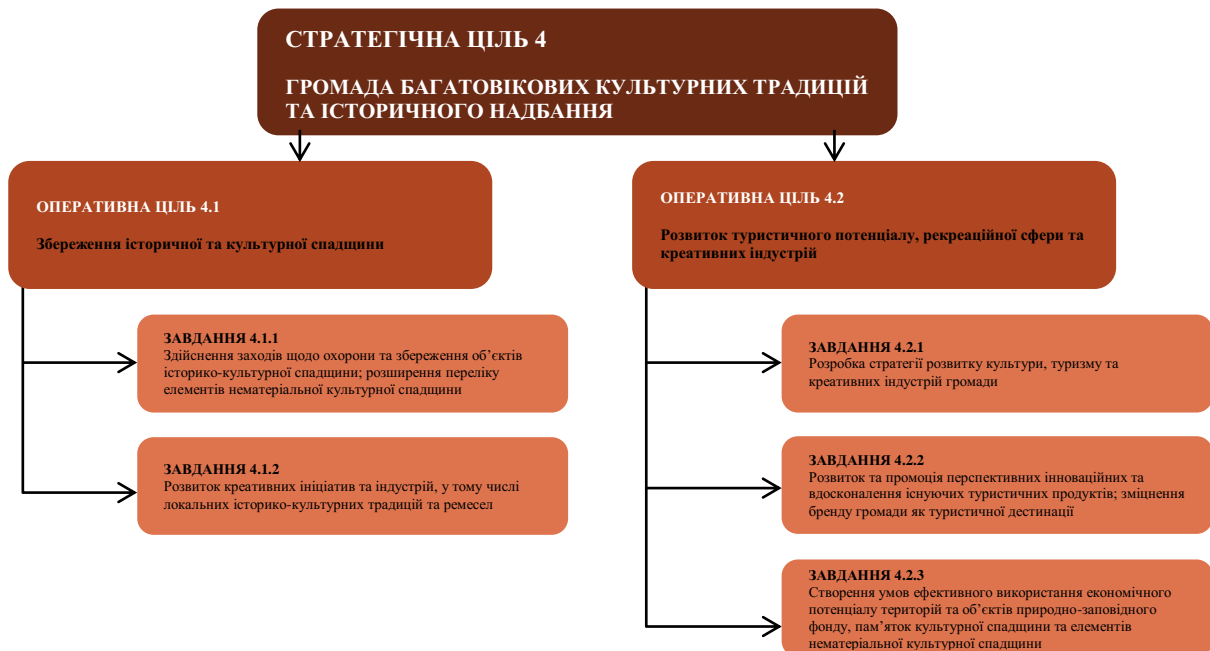 СТРАТЕГІЧНА ЦІЛЬ 4
ГРОМАДА БАГАТОВІКОВИХ КУЛЬТУРНИХ ТРАДИЦІЙ
ТА ІСТОРИЧНОГО НАДБАННЯ
ОПЕРАТИВНА ЦІЛЬ 4.1
Збереження історичної та культурної спадщини
ЗАВДАННЯ 4.1.1
Здійснення заходів щодо охорони та збереження об’єктів
історико-культурної спадщини; розширення переліку
елементів нематеріальної культурної спадщини
ЗАВДАННЯ 4.1.2
Розвиток креативних ініціатив та індустрій, у тому числі
локальних історико-культурних традицій та ремесел
ОПЕРАТИВНА ЦІЛЬ 4.2
Розвиток туристичного потенціалу, рекреаційної сфери та
креативних індустрій
ЗАВДАННЯ 4.2.1
Розробка стратегії розвитку культури, туризму та
креативних індустрій громади
ЗАВДАННЯ 4.2.2
Розвиток та промоція перспективних інноваційних та
вдосконалення існуючих туристичних продуктів; зміцнення
бренду громади як туристичної дестинації
ЗАВДАННЯ 4.2.3
Створення умов ефективного використання економічного
потенціалу територій та об’єктів природно-заповідного
фонду, пам’яток культурної спадщини та елементів
нематеріальної культурної спадщини